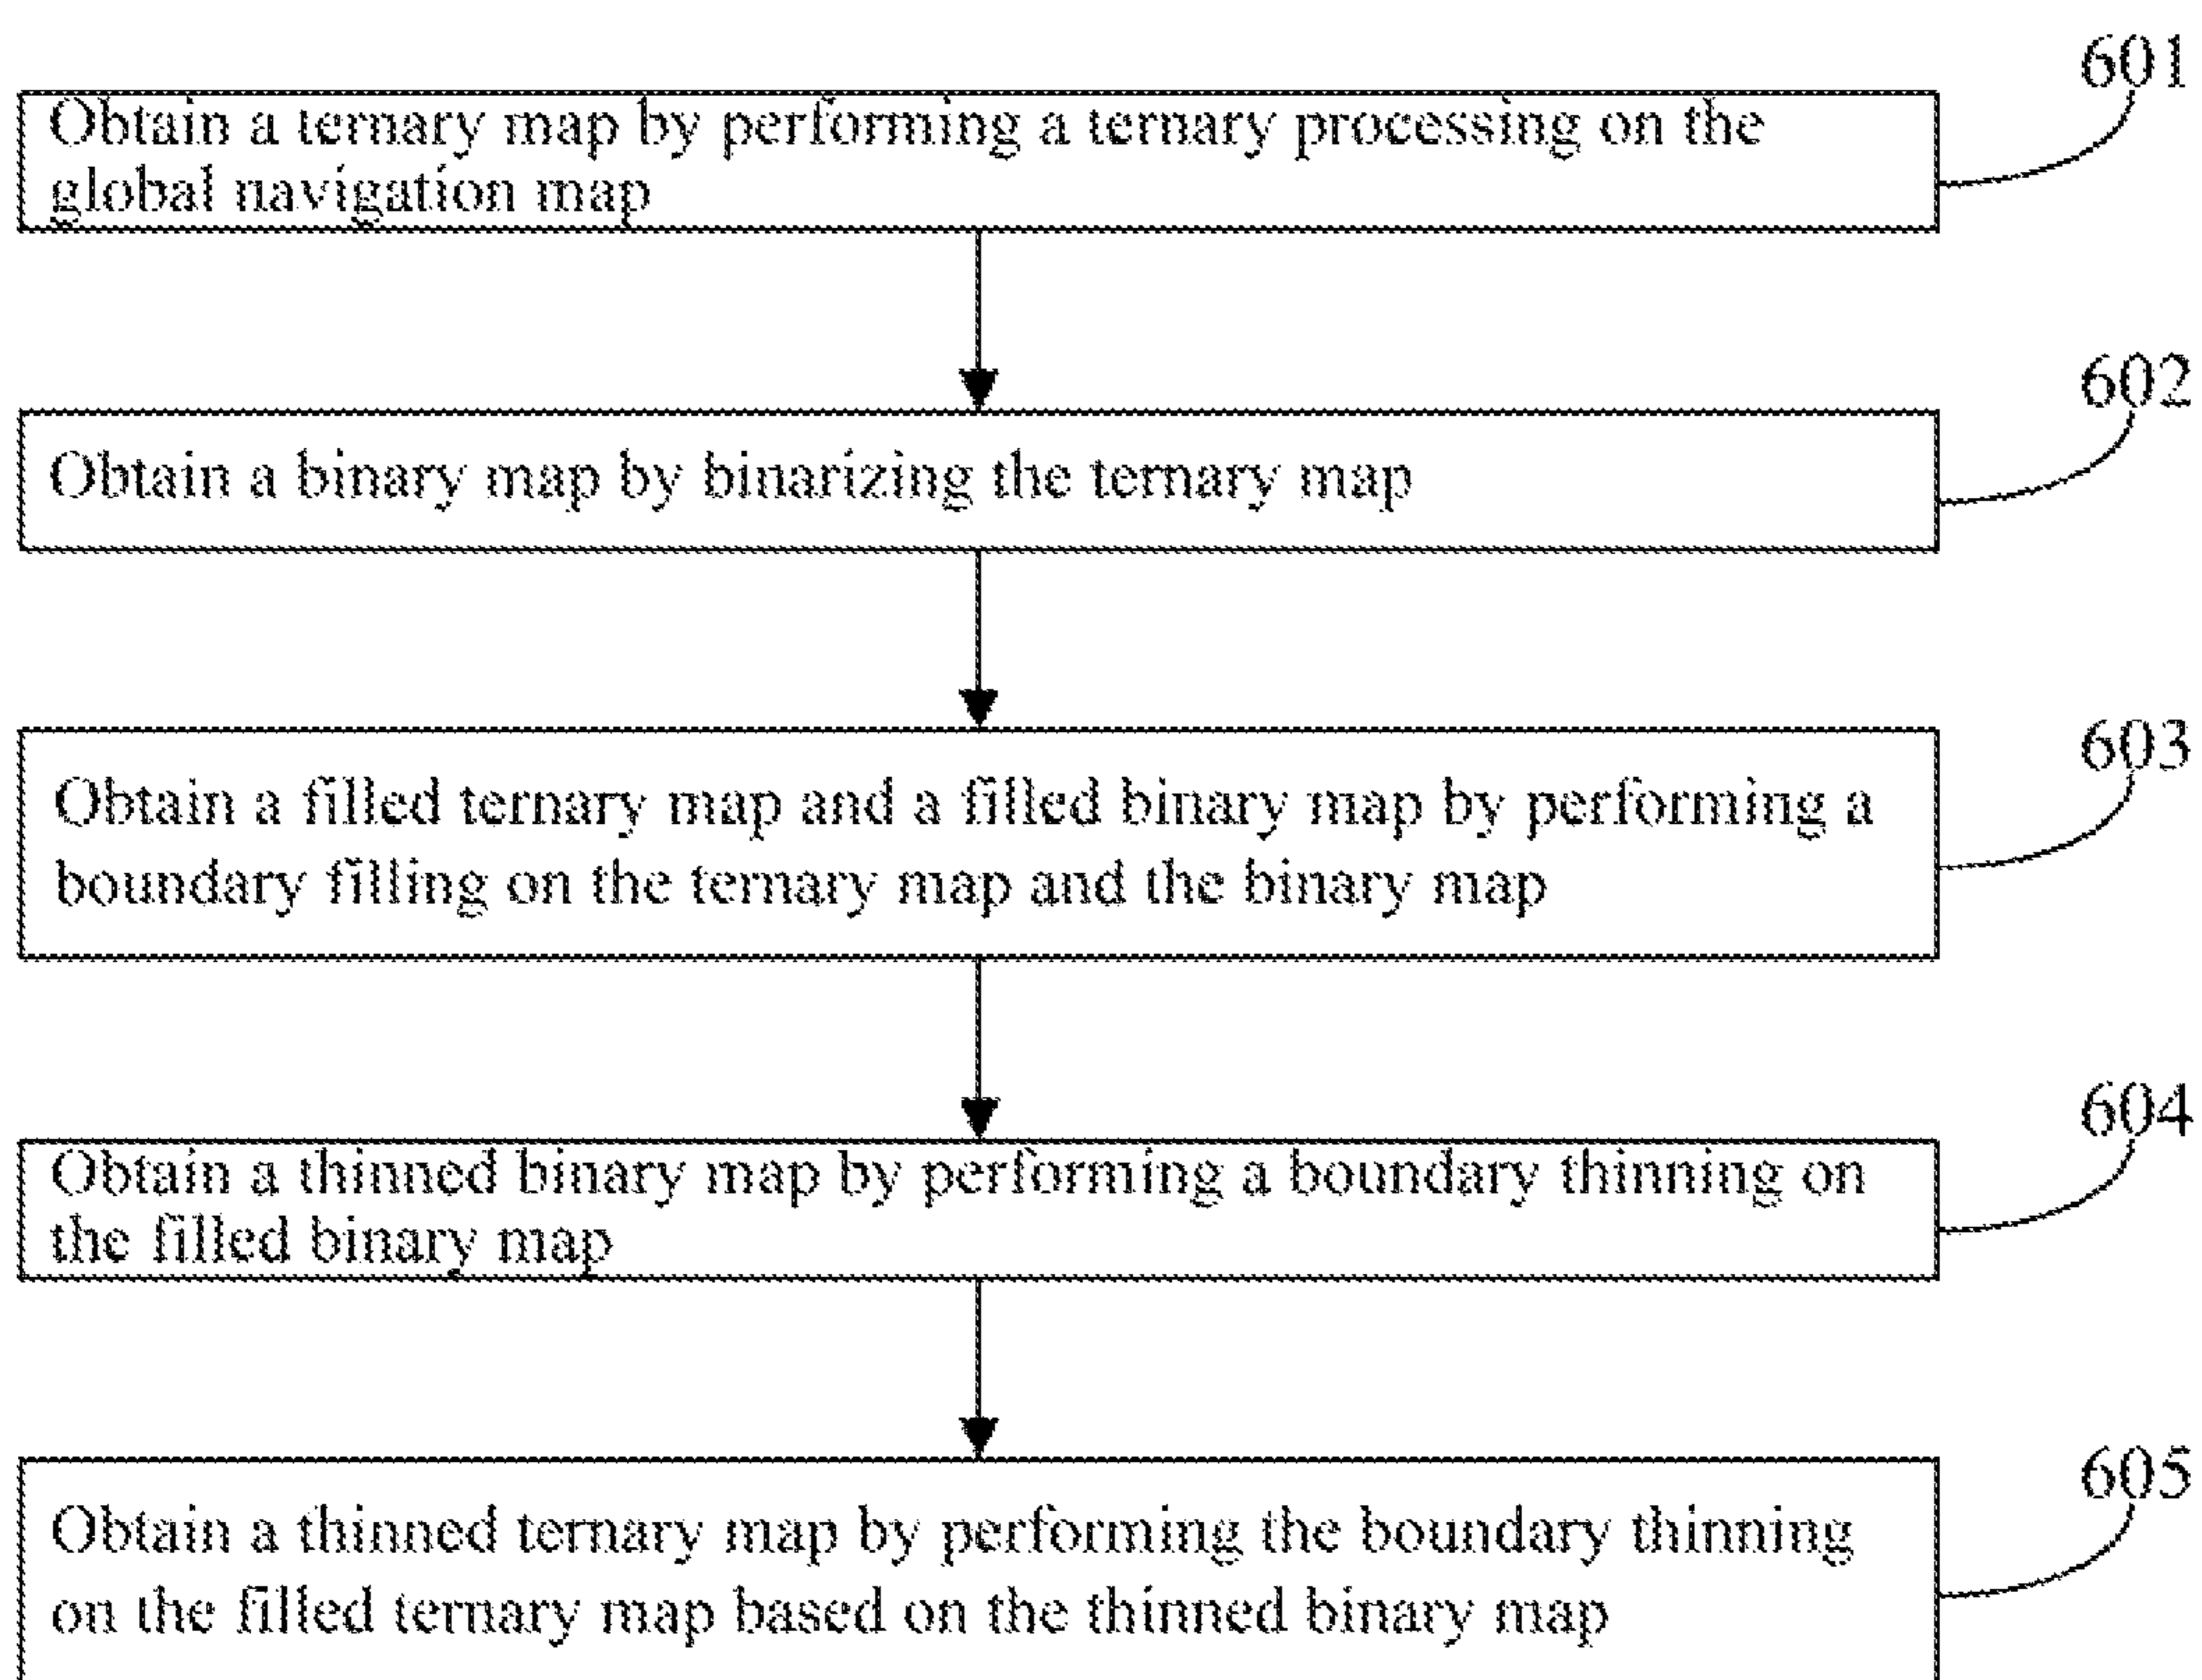 601
Obtain a ternary map by performing a ternary processing on the
global navigation map
602
Obtain a binary map by binarizing the ternary map
603
Obtain a filled ternary map and a filled binary map by performing a
boundary filling on the ternary map and the binary map
604
Obtain a thinned binary map by performing a boundary thinning on
the filled binary map
605
Obtain a thinned ternary map by performing the boundary thinning
on the filled ternary map based on the thinned binary map